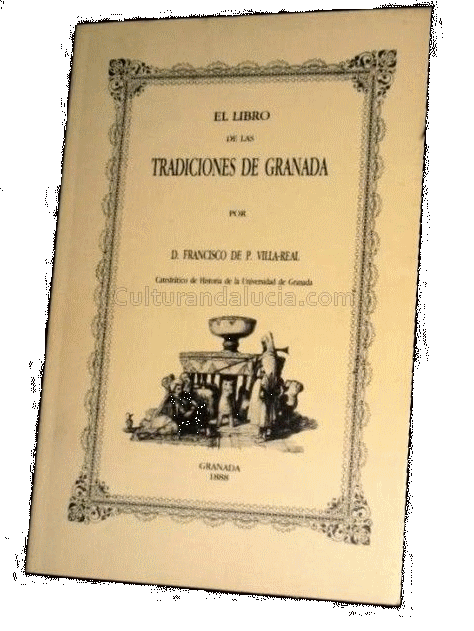 EL LIBRO
DE LAS
TRADICIONES DE GRANADA
POR
D. FRANCISCO DE P. VILLA-REAL
Catedrático de Historia de la Universidad de Granada
Culturandalucia.com
GRANADA
1888